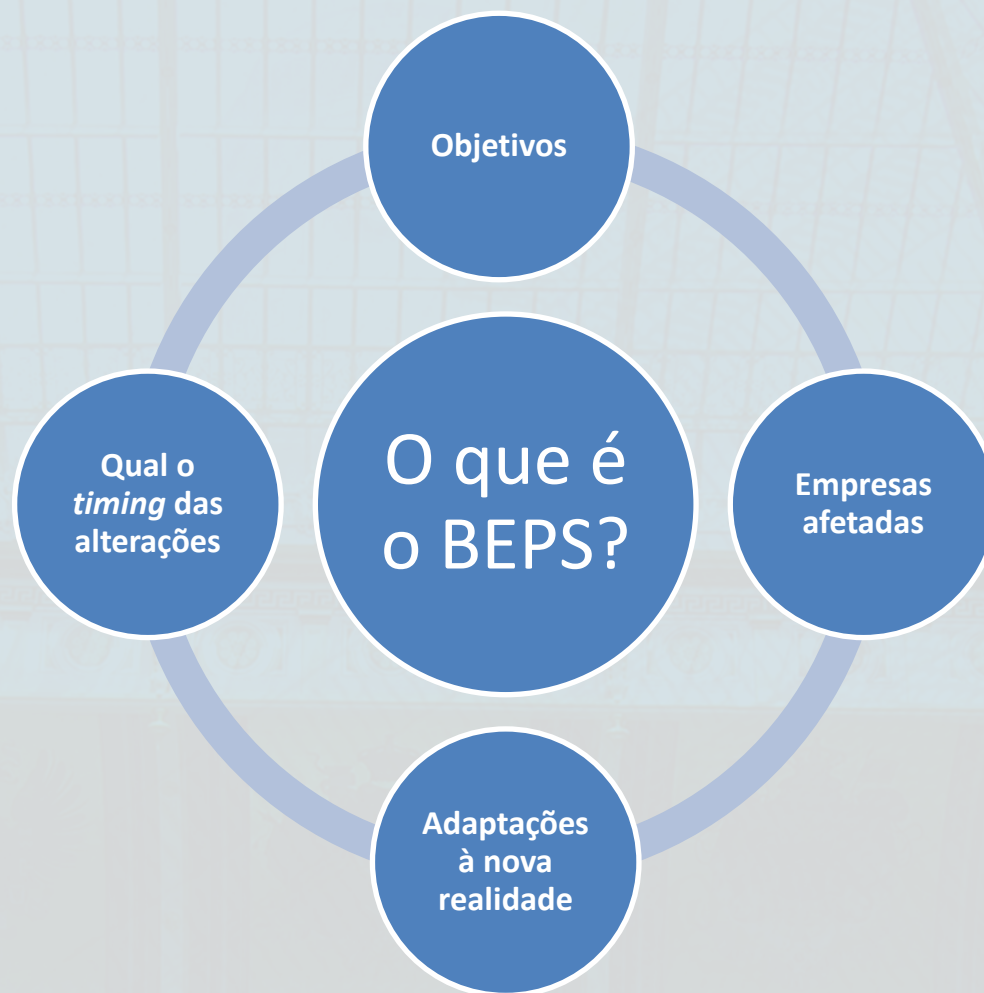 Objetivos
Qual o
timing das
alterações
O que é
o BEPS?
Empresas
afetadas
Adaptações
à nova
realidade